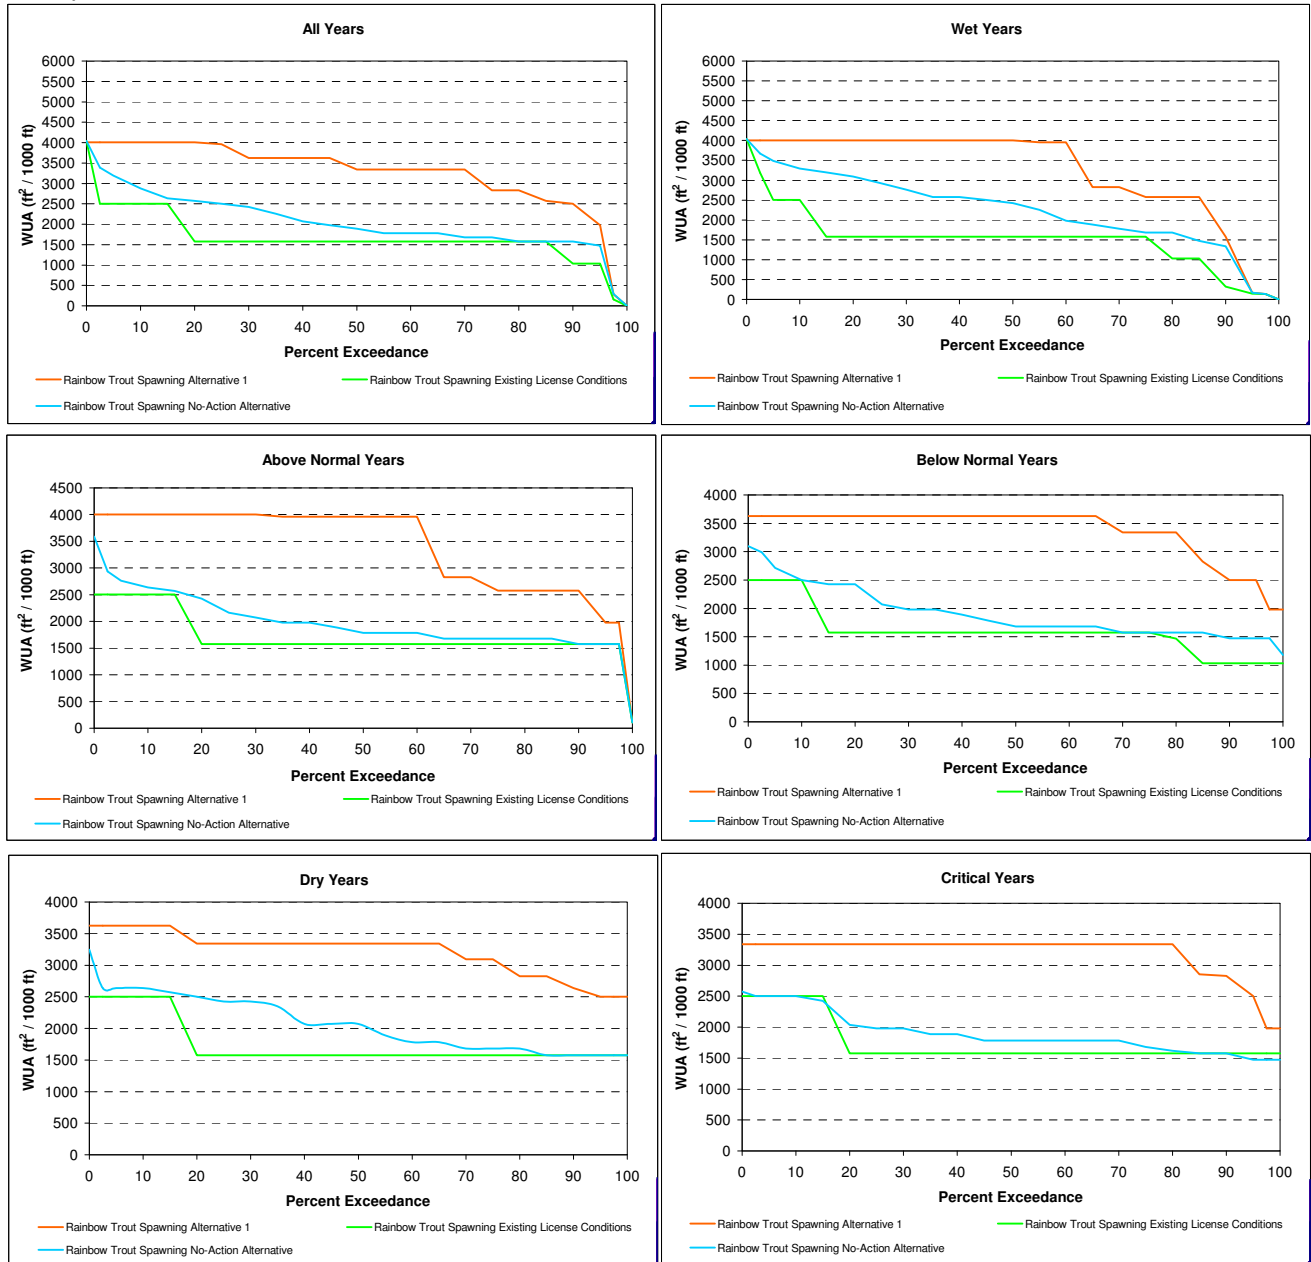 All Years
6000
5500
5000
4500
4000
3500
3000
2500
2000
1500
1000
500
0
WUA (ft² / 1000 ft)
0 10 20 30 40 50 60 70 80 90 100
Percent Exceedance
Rainbow Trout Spawning Alternative 1 Rainbow Trout Spawning Existing License Conditions
Rainbow Trout Spawning No-Action Alternative
Wet Years
6000
5500
5000
4500
4000
3500
3000
2500
2000
1500
1000
500
0
WUA (ft² / 1000 ft)
0 10 20 30 40 50 60 70 80 90 100
Percent Exceedance
Rainbow Trout Spawning Alternative 1 Rainbow Trout Spawning Existing License Conditions
Rainbow Trout Spawning No-Action Alternative
Above Normal Years
4500
4000
3500
3000
2500
2000
1500
1000
500
0
WUA (ft² / 1000 ft)
0 10 20 30 40 50 60 70 80 90 100
Percent Exceedance
Rainbow Trout Spawning Alternative 1 Rainbow Trout Spawning Existing License Conditions
Rainbow Trout Spawning No-Action Alternative
Below Normal Years
4000
3500
3000
2500
2000
1500
1000
500
0
WUA (ft² / 1000 ft)
0 10 20 30 40 50 60 70 80 90 100
Percent Exceedance
Rainbow Trout Spawning Alternative 1 Rainbow Trout Spawning Existing License Conditions
Rainbow Trout Spawning No-Action Alternative
Dry Years
4000
3500
3000
2500
2000
1500
1000
500
0
WUA (ft² / 1000 ft)
0 10 20 30 40 50 60 70 80 90 100
Percent Exceedance
Rainbow Trout Spawning Alternative 1 Rainbow Trout Spawning Existing License Conditions
Rainbow Trout Spawning No-Action Alternative
Critical Years
4000
3500
3000
2500
2000
1500
1000
500
0
WUA (ft² / 1000 ft)
0 10 20 30 40 50 60 70 80 90 100
Percent Exceedance
Rainbow Trout Spawning Alternative 1 Rainbow Trout Spawning Existing License Conditions
Rainbow Trout Spawning No-Action Alternative